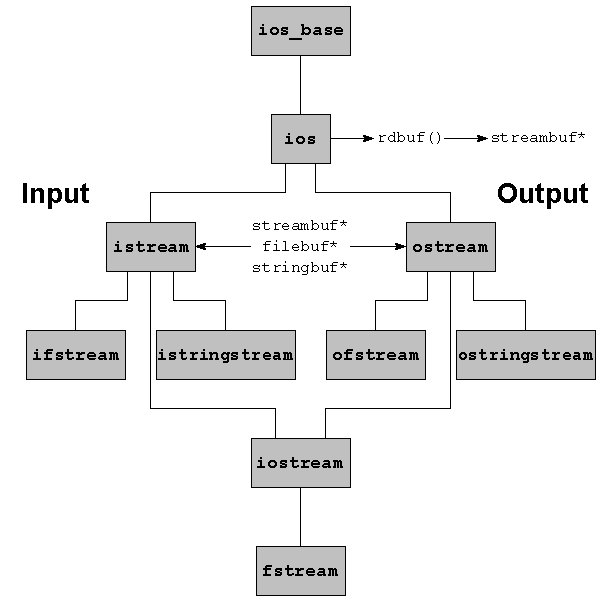 ios_base
ios
rdbuf()
streambuf*
Input
Output
streambuf*
filebuf*
stringbuf*
istream
ostream
ifstream
istringstream
ofstream
ostringstream
iostream
fstream